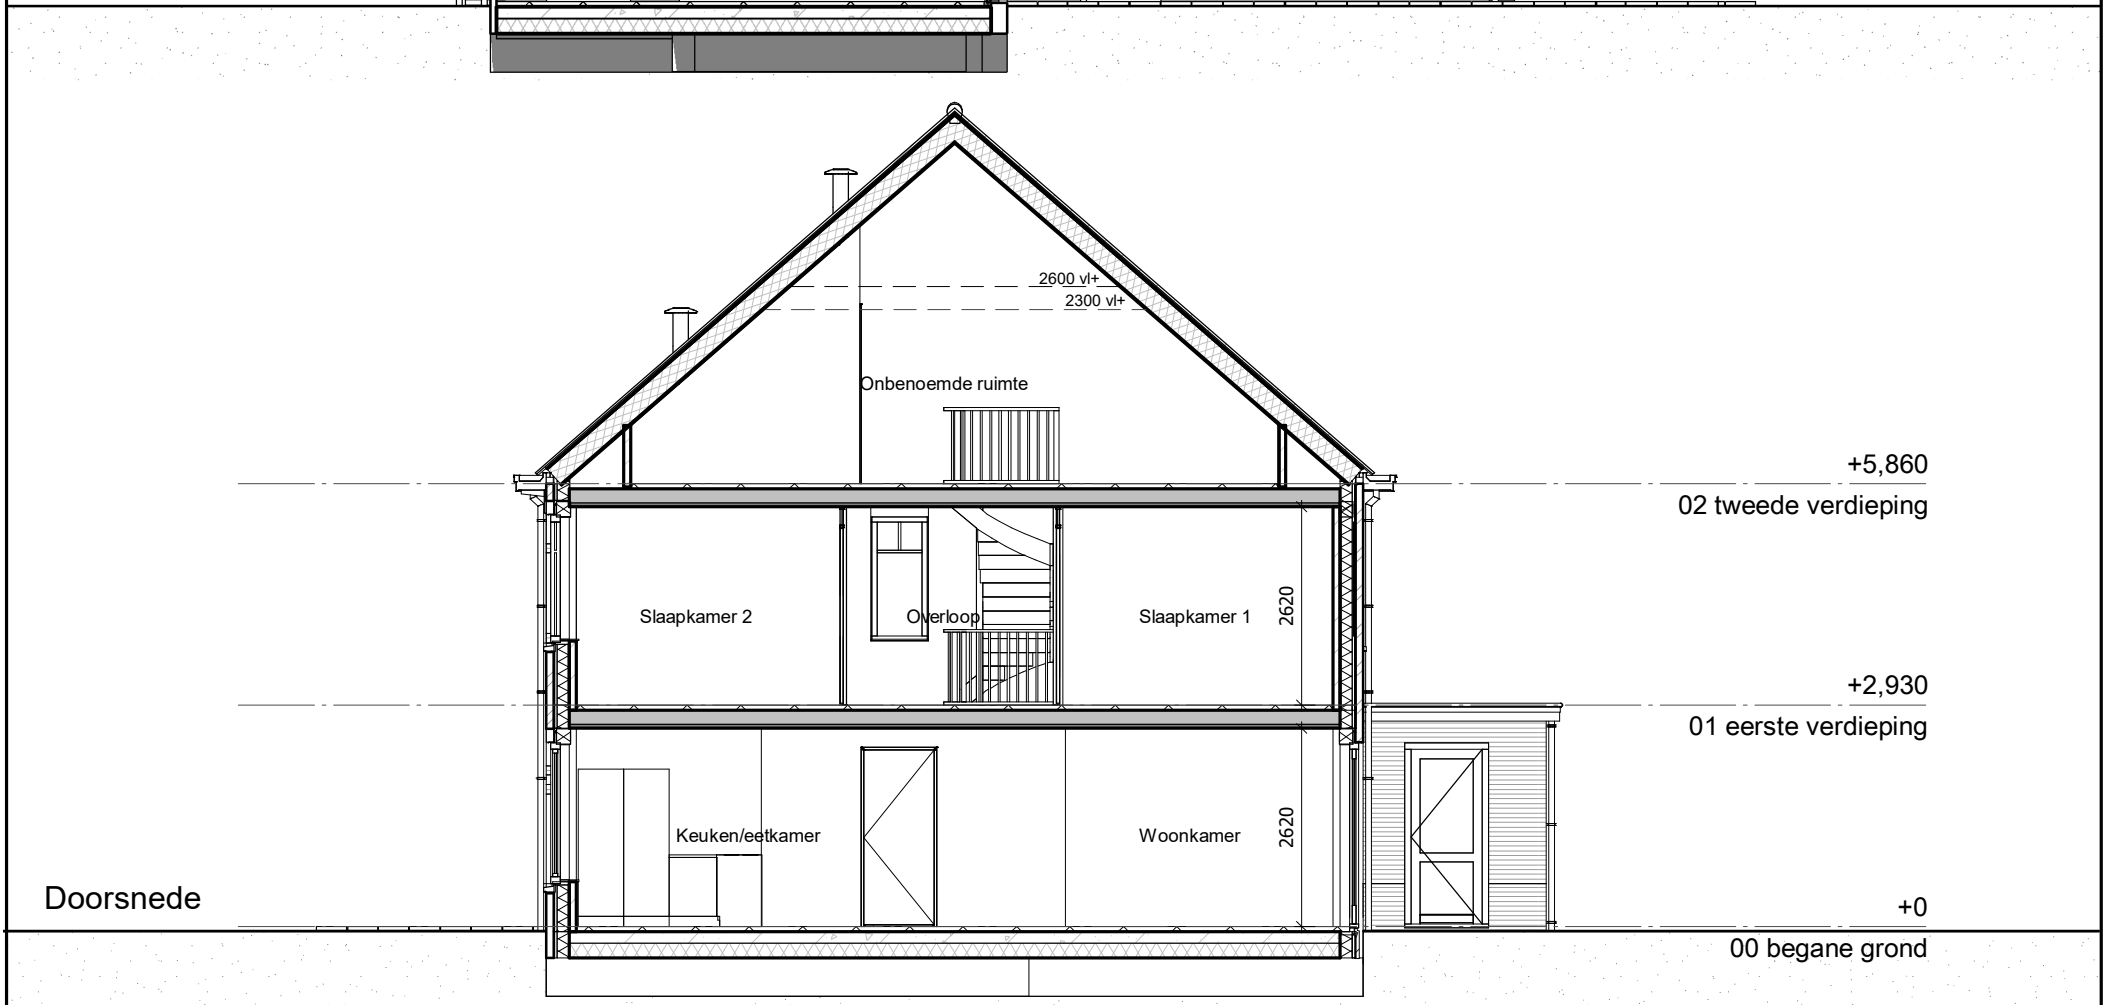 2600 vl+
2300 vl+
Onbenoemde ruimte
+5,860
02 tweede verdieping
Slaapkamer 2
Overloop
Slaapkamer 1
2620
+2,930
01 eerste verdieping
Keuken/eetkamer
Woonkamer
2620
Doorsnede
+0
00 begane grond